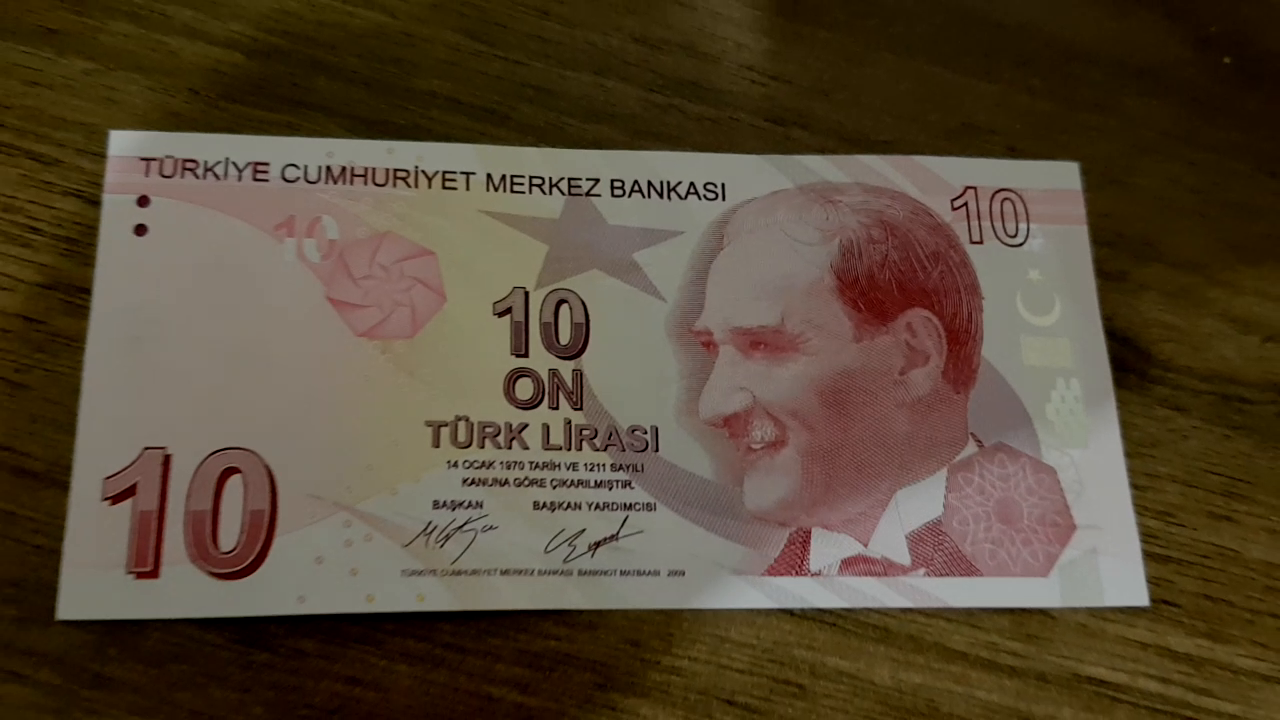 TÜRKİYE CUMHURİYET MERKEZ BANKASI
10
10
10
ON
TÜRK LİRASI
14 OCAK 1970 TARİH VE 1211 SAYILI
KANUNA GÖRE ÇIKARILMIŞTIR.
BAŞKAN BAŞKAN YARDIMCISI
10
TÜRKİYE CUMHURİYET MERKEZ BANKASI BANKNOT MATBAASI 2009